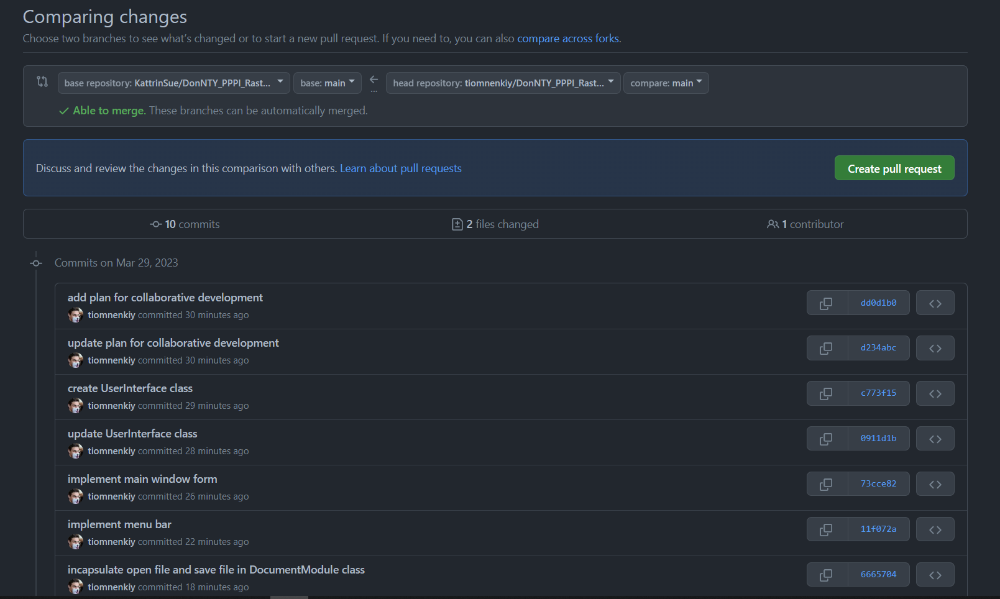 Comparing changes
Choose two branches to see what's changed or to start a new pull request. If you need to, you can also compare across forks.
base repository: KattrinSue/DonNTY_PPPI_Rast... base: main ... head repository: tiomnenkiy/DonNTY_PPPI_Rast... compare: main
Able to merge. These branches can be automatically merged.
Discuss and review the changes in this comparison with others. Learn about pull requests Create pull request
10 commits 2 files changed 1 contributor
Commits on Mar 29, 2023
add plan for collaborative development
dd0d1b0
tiomnenkiy committed 30 minutes ago
update plan for collaborative development
d234abc
tiomnenkiy committed 30 minutes ago
create UserInterface class
c773f15
tiomnenkiy committed 29 minutes ago
update UserInterface class
0911d1b
tiomnenkiy committed 28 minutes ago
implement main window form
73cce82
tiomnenkiy committed 26 minutes ago
implement menu bar
11f072a
tiomnenkiy committed 22 minutes ago
incapsulate open file and save file in DocumentModule class
6665704
tiomnenkiy committed 18 minutes ago